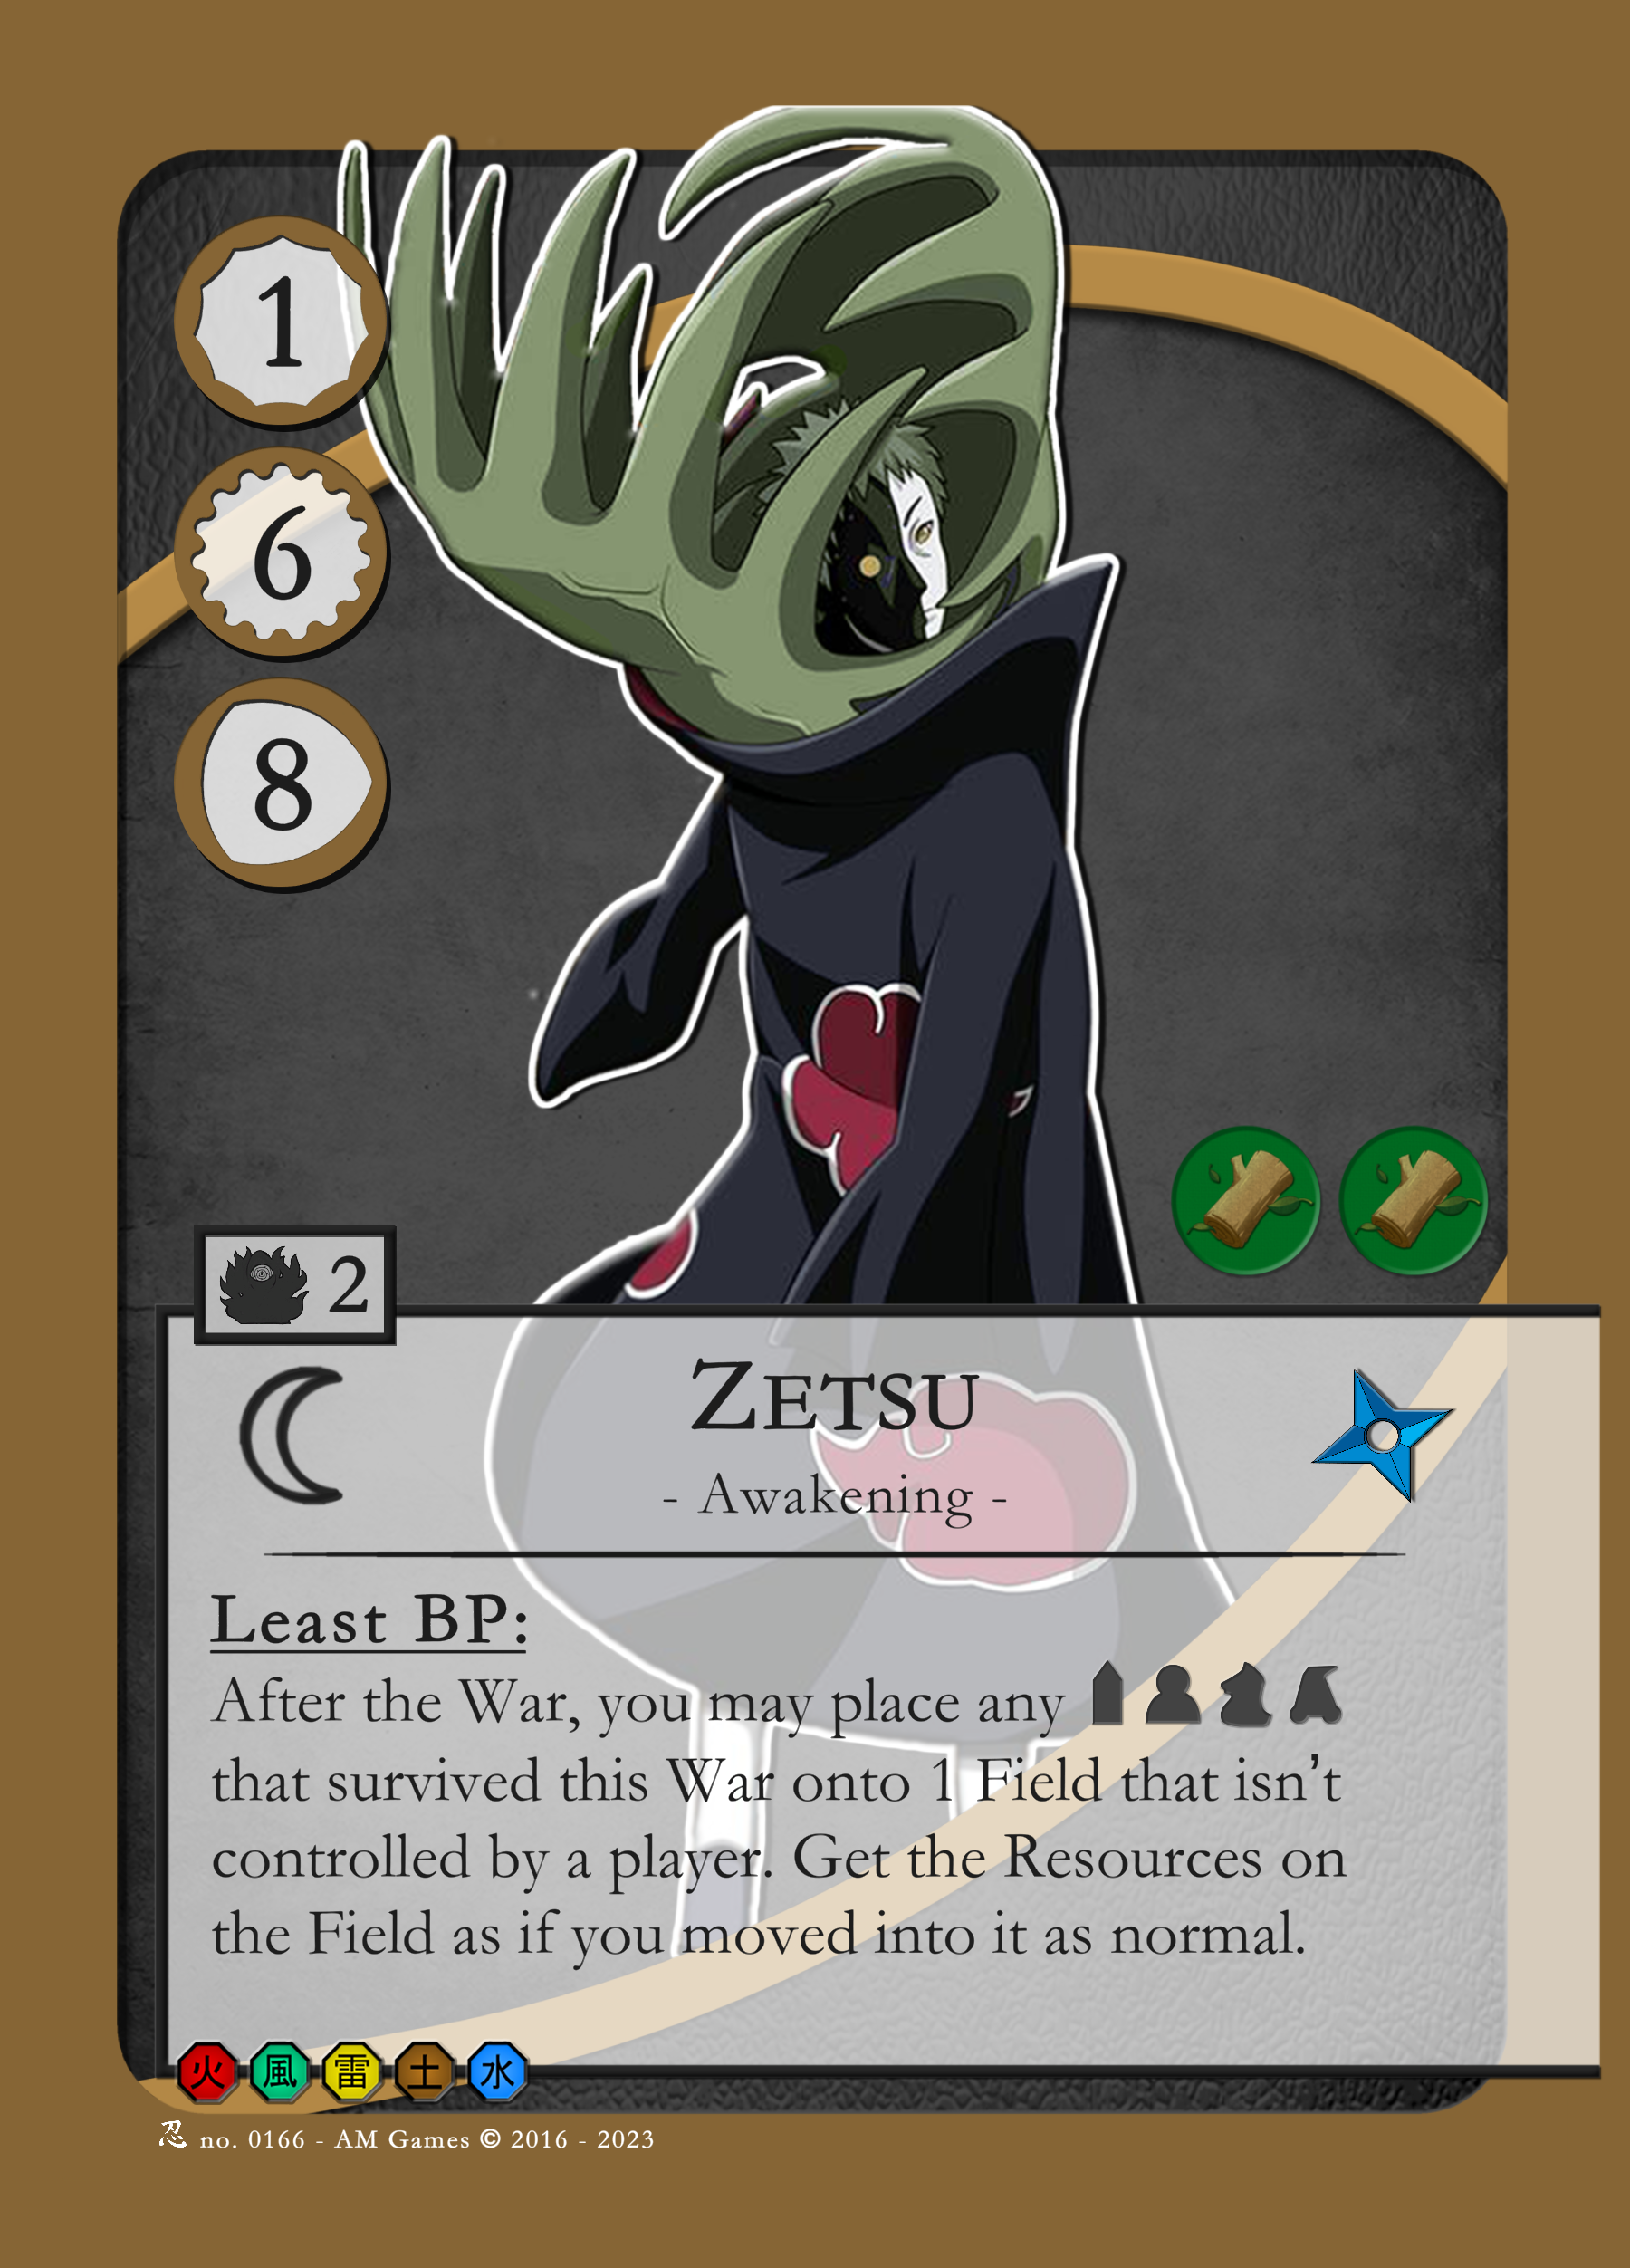 1
6
8
2
Zetsu
- Awakening -
Least BP:
After the War, you may place any
that survived this War onto 1 Field that isn't
controlled by a player. Get the Resources on
the Field as if you moved into it as normal.
火 風 雷 土 水
忍 no. 0166 - AM Games © 2016 - 2023